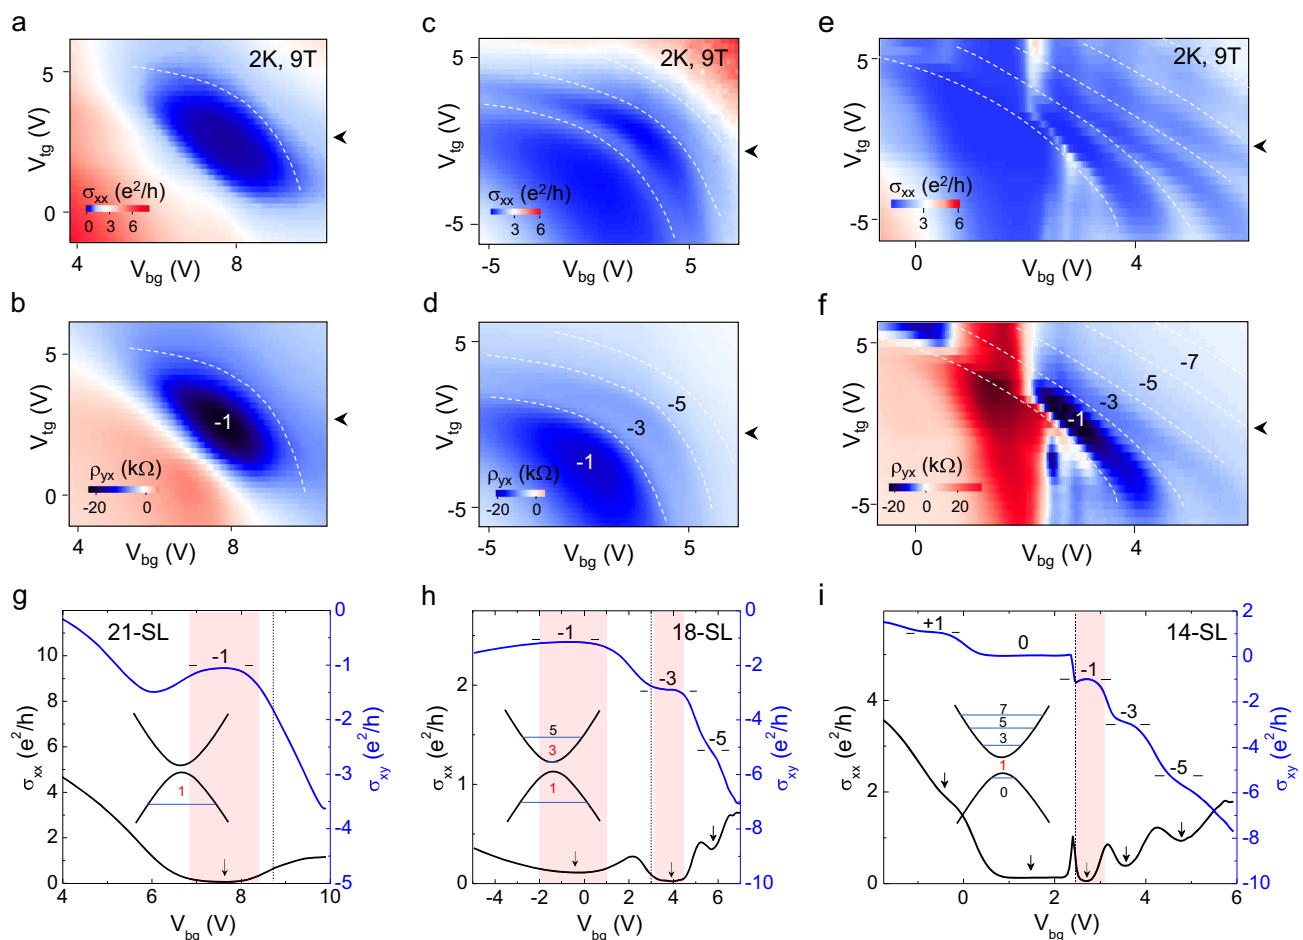 a
2K, 9T
5
0
4
8
V_tg (V)
V_bg (V)
σ_xx (e²/h)
0 3 6
c
2K, 9T
5
-5
-5
0
5
V_tg (V)
V_bg (V)
σ_xx (e²/h)
3 6
e
2K, 9T
5
-5
0
4
V_tg (V)
V_bg (V)
σ_xx (e²/h)
3 6
b
5
0
4
8
V_tg (V)
V_bg (V)
-1
ρ_yx (kΩ)
-20 0
d
5
-5
-5
0
5
V_tg (V)
V_bg (V)
-1
-3
-5
ρ_yx (kΩ)
-20 0
f
5
-5
0
4
V_tg (V)
V_bg (V)
-1
-3
-5
-7
ρ_yx (kΩ)
-20 0 20
g
21-SL
-1
1
10
8
6
4
2
0
σ_xx (e²/h)
4 6 8 10
V_bg (V)
0
-1
-2
-3
-4
-5
σ_xy (e²/h)
h
18-SL
-1
-3
-5
5
3
1
2
1
0
σ_xx (e²/h)
-4 -2 0 2 4 6
V_bg (V)
0
-2
-4
-6
-8
-10
σ_xy (e²/h)
i
14-SL
+1
0
-1
-3
-5
7
5
3
1
0
4
2
0
σ_xx (e²/h)
0 2 4 6
V_bg (V)
2
0
-2
-4
-6
-8
-10
σ_xy (e²/h)